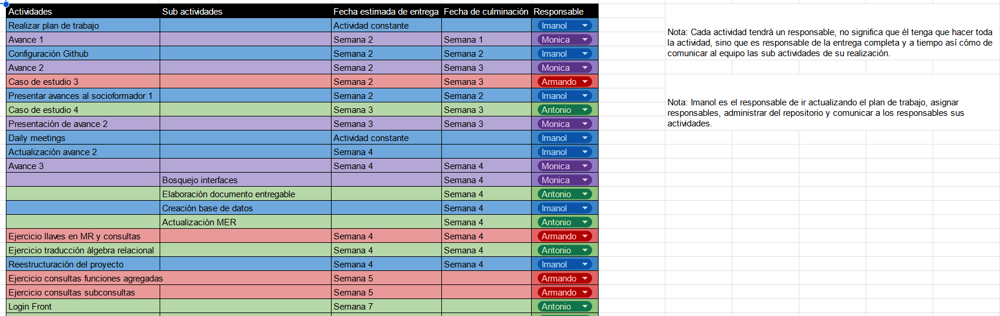 Actividades Sub actividades Fecha estimada de entrega Fecha de culminación Responsable
Realizar plan de trabajo Actividad constante Imanol
Avance 1 Semana 2 Semana 1 Monica
Configuración Github Semana 2 Semana 2 Imanol
Avance 2 Semana 2 Semana 3 Monica
Caso de estudio 3 Semana 2 Semana 3 Armando
Presentar avances al socioformador 1 Semana 2 Semana 2 Imanol
Caso de estudio 4 Semana 3 Semana 3 Antonio
Presentación de avance 2 Semana 3 Semana 3 Monica
Daily meetings Actividad constante Imanol
Actualización avance 2 Semana 4 Imanol
Avance 3 Semana 4 Semana 4 Monica
Bosquejo interfaces Semana 4 Monica
Elaboración documento entregable Semana 4 Antonio
Creación base de datos Semana 4 Imanol
Actualización MER Semana 4 Antonio
Ejercicio llaves en MR y consultas Semana 4 Semana 4 Armando
Ejercicio traducción álgebra relacional Semana 4 Semana 4 Antonio
Reestructuración del proyecto Semana 4 Semana 4 Imanol
Ejercicio consultas funciones agregadas Semana 5 Armando
Ejercicio consultas subconsultas Semana 5 Armando
Login Front Semana 7 Antonio
Nota: Cada actividad tendrá un responsable, no significa que él tenga que hacer toda
la actividad, sino que es responsable de la entrega completa y a tiempo así cómo de
comunicar al equipo las sub actividades de su realización.
Nota: Imanol es el responsable de ir actualizando el plan de trabajo, asignar
responsables, administrar del repositorio y comunicar a los responsables sus
actividades.